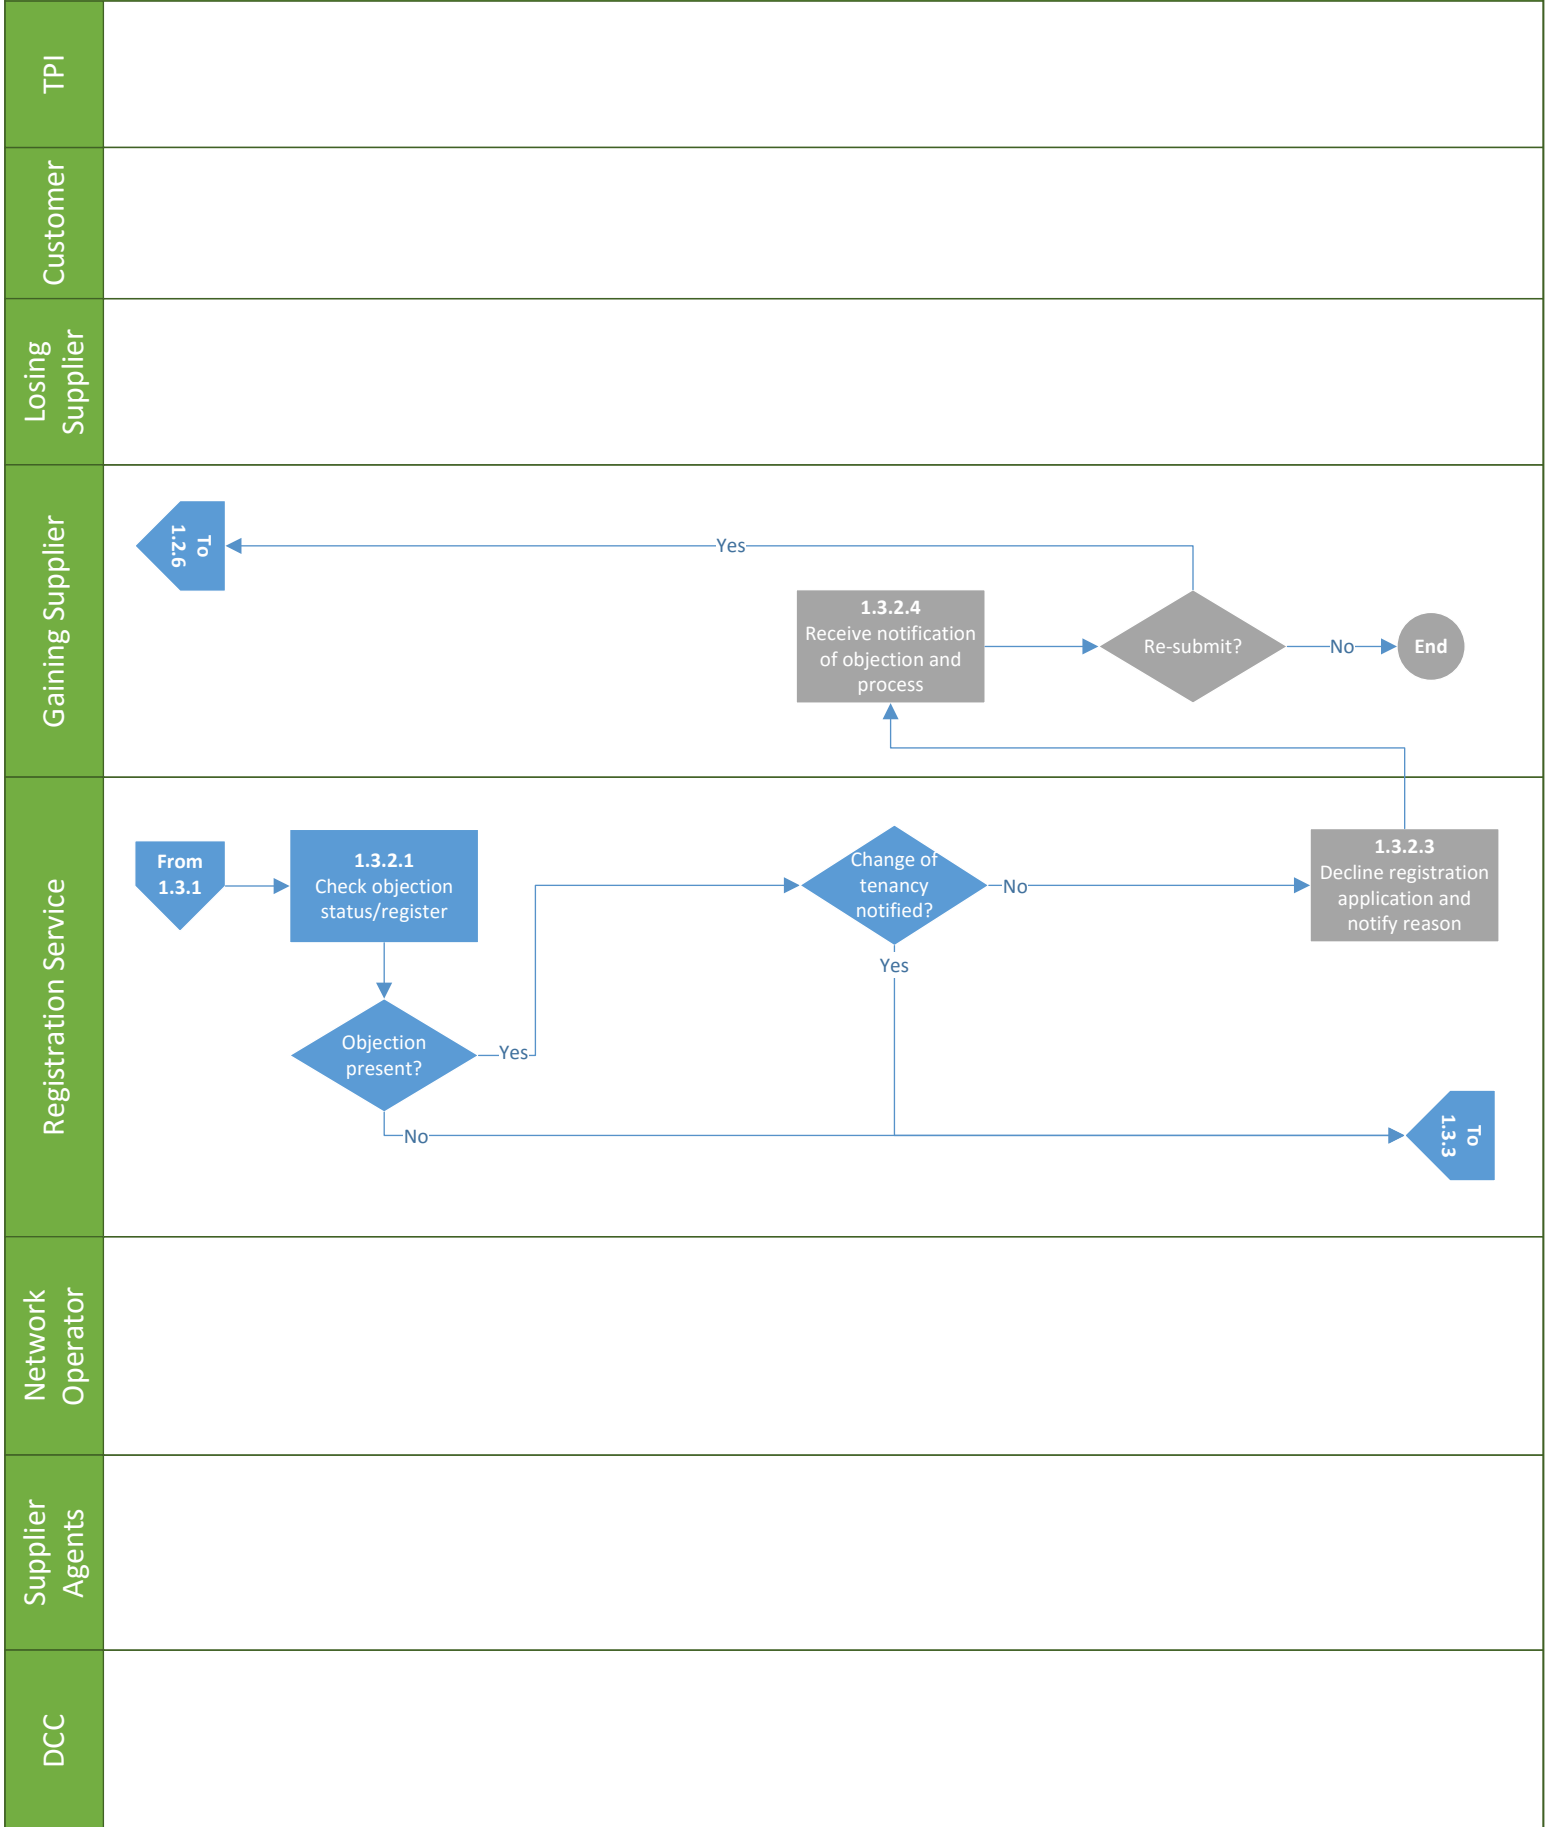 TPI
Customer
Losing
Supplier
Gaining Supplier
To
1.2.6
Yes
1.3.2.4
Receive notification
of objection and
process
Re-submit?
No
End
Registration Service
From
1.3.1
1.3.2.1
Check objection
status/register
Change of
tenancy
notified?
No
1.3.2.3
Decline registration
application and
notify reason
Yes
Objection
present?
Yes
No
To
1.3.3
Network
Operator
Supplier
Agents
DCC